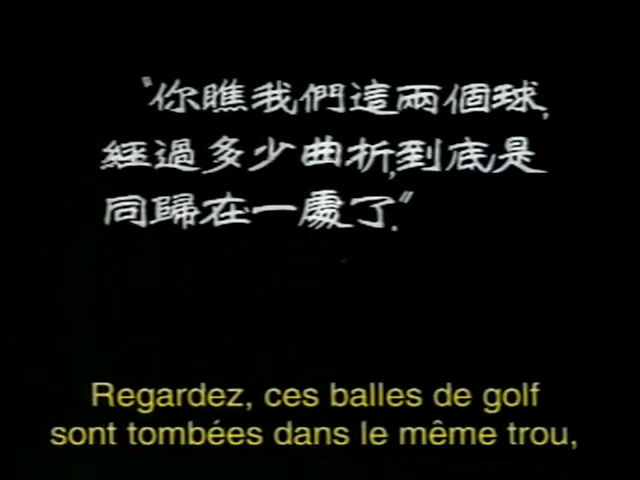 "你瞧我們這兩個球,
經過多少曲折,到底是
同歸在一處了."
Regardez, ces balles de golf
sont tombées dans le même trou,